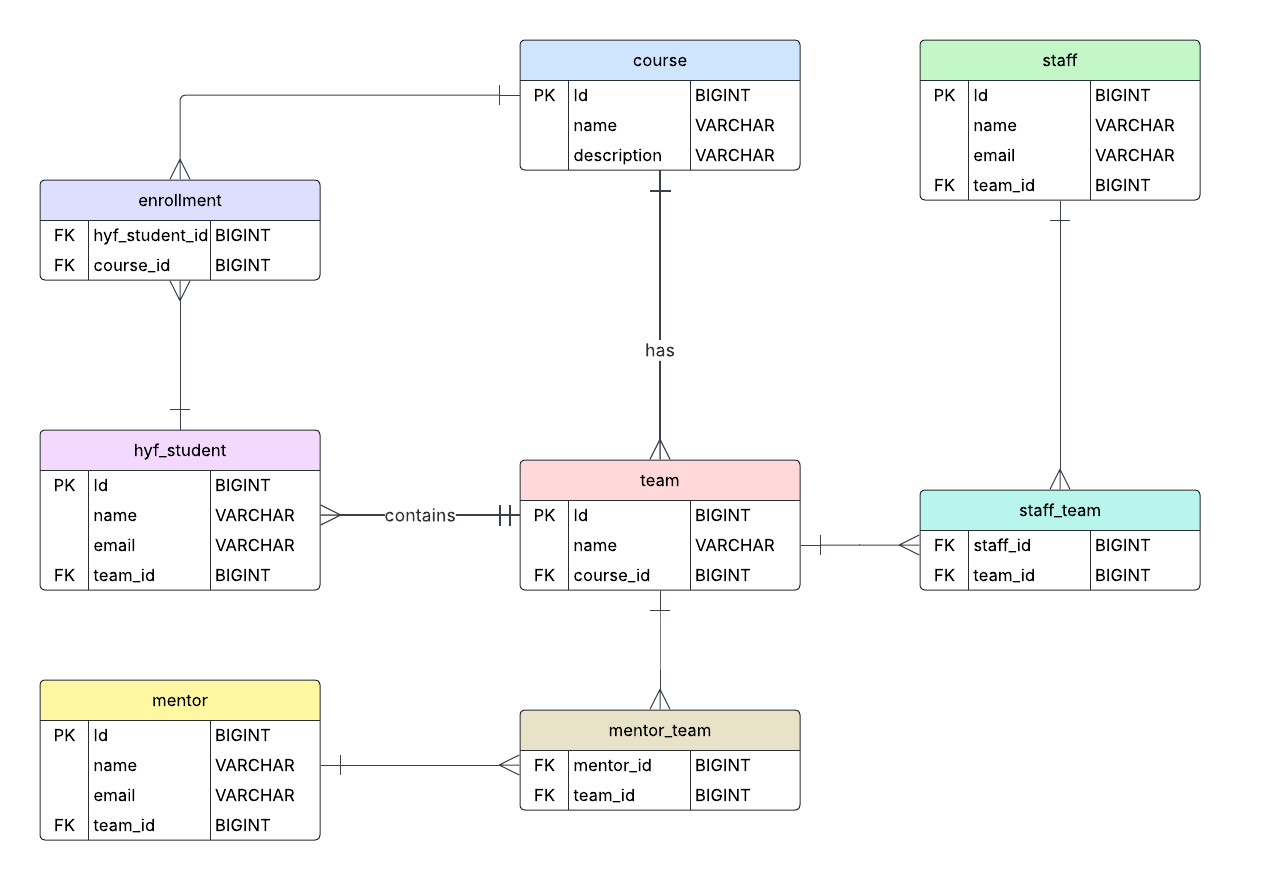 course
PK Id BIGINT
name VARCHAR
description VARCHAR
staff
PK Id BIGINT
name VARCHAR
email VARCHAR
FK team_id BIGINT
enrollment
FK hyf_student_id BIGINT
FK course_id BIGINT
has
hyf_student
PK Id BIGINT
name VARCHAR
email VARCHAR
FK team_id BIGINT
contains
team
PK Id BIGINT
name VARCHAR
FK course_id BIGINT
staff_team
FK staff_id BIGINT
FK team_id BIGINT
mentor
PK Id BIGINT
name VARCHAR
email VARCHAR
FK team_id BIGINT
mentor_team
FK mentor_id BIGINT
FK team_id BIGINT